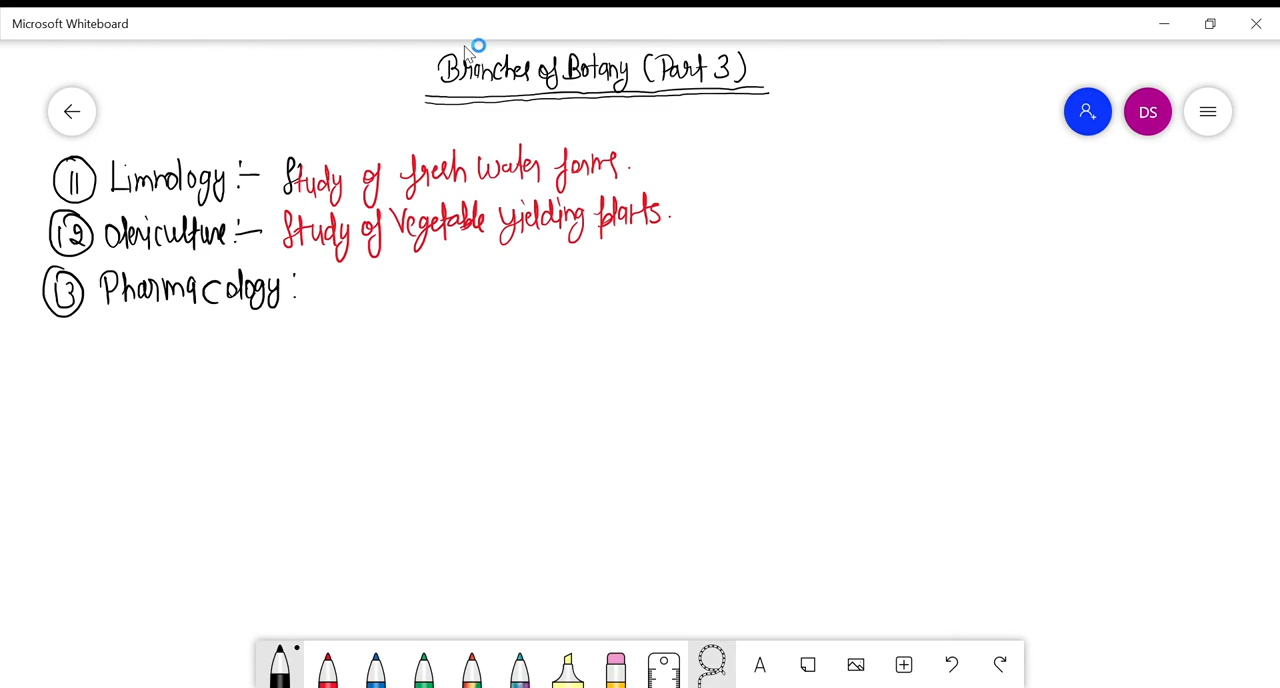 Microsoft Whiteboard
Branches of Botany (Part 3)
DS
11 Limnology :- Study of fresh water forms.
12 Olericulture :- Study of Vegetable yielding plants.
13 Pharmacology :
A